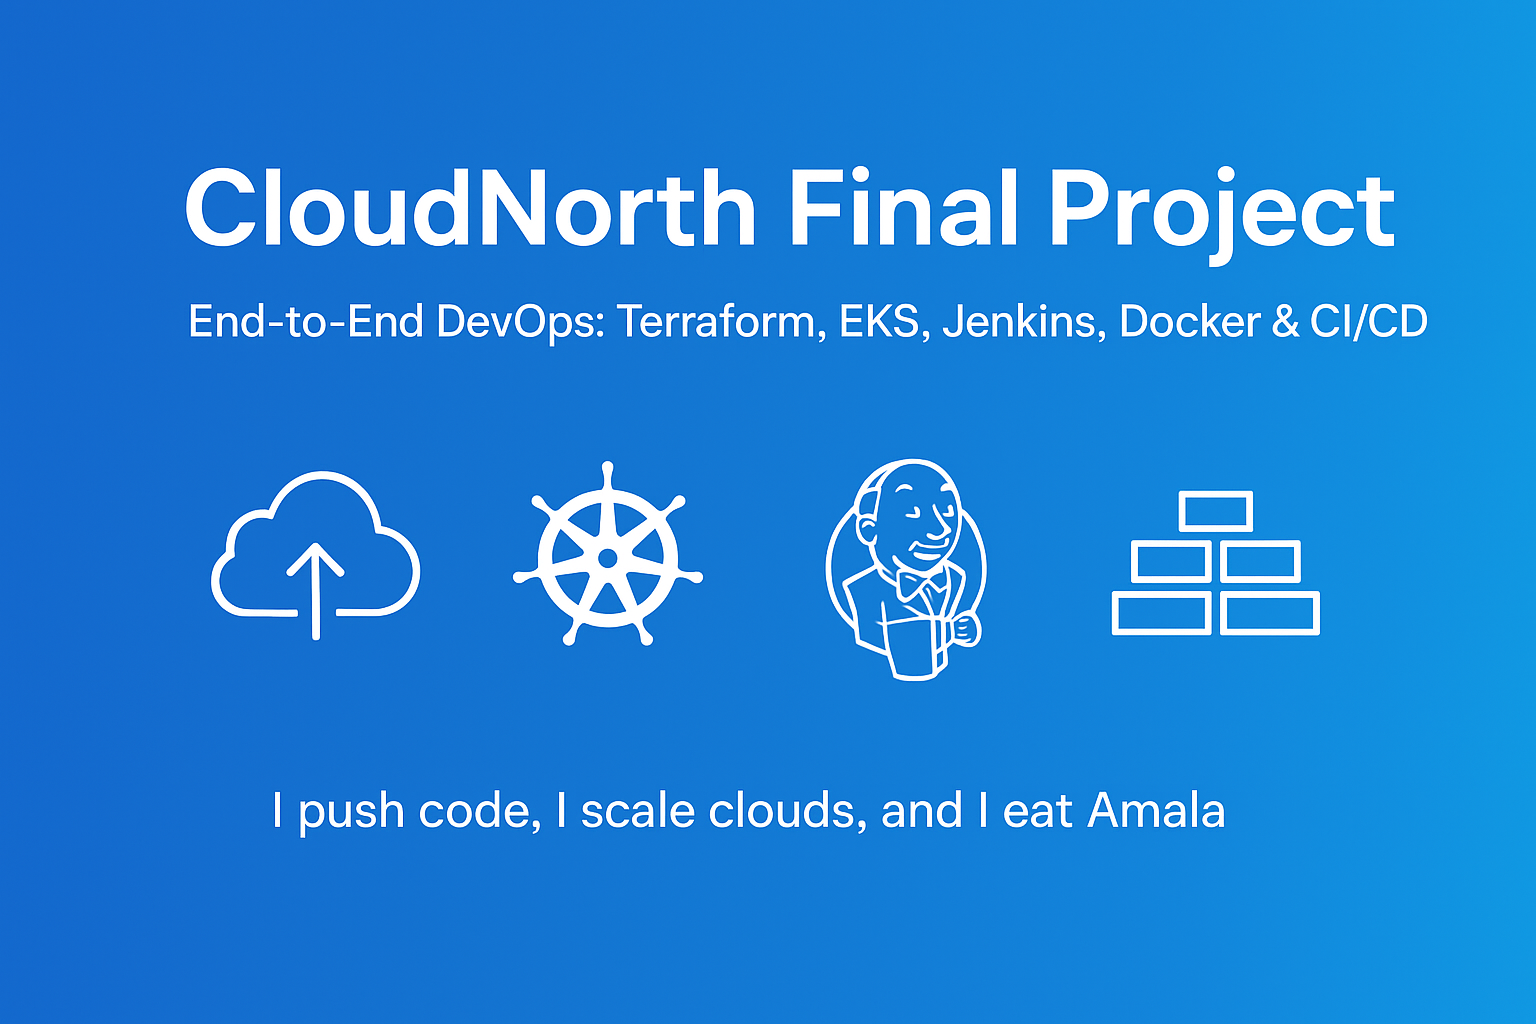 CloudNorth Final Project
End-to-End DevOps: Terraform, EKS, Jenkins, Docker & CI/CD
I push code, I scale clouds, and I eat Amala